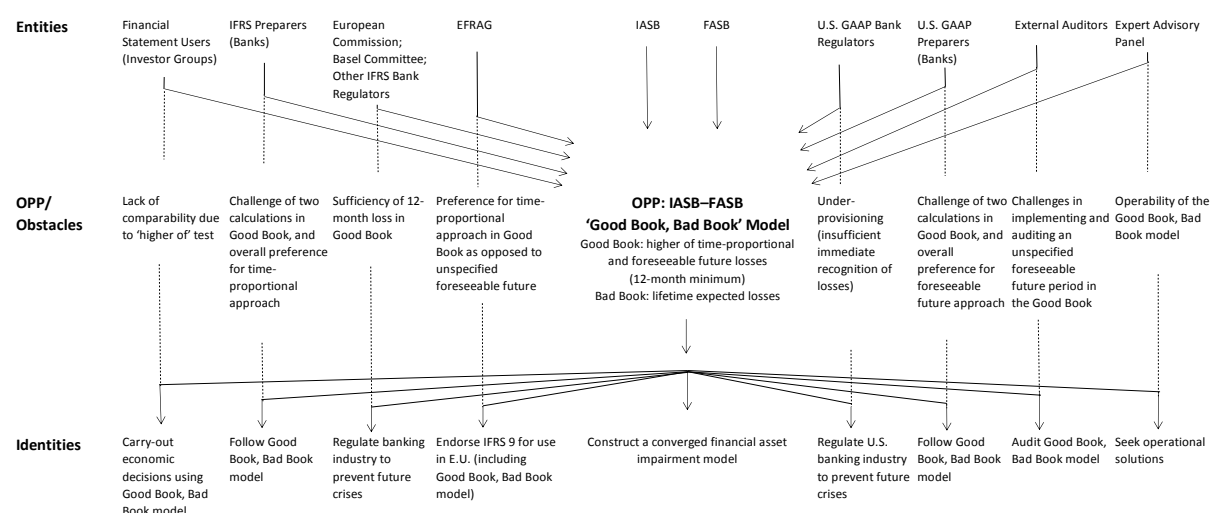 Entities
Financial
Statement Users
(Investor Groups)
IFRS Preparers
(Banks)
European
Commission;
Basel Committee;
Other IFRS Bank
Regulators
EFRAG
IASB
FASB
U.S. GAAP Bank
Regulators
U.S. GAAP
Preparers
(Banks)
External Auditors
Expert Advisory
Panel
OPP/
Obstacles
Lack of
comparability due
to ‘higher of’ test
Challenge of two
calculations in
Good Book, and
overall preference
for time-
proportional
approach
Sufficiency of 12-
month loss in
Good Book
Preference for time-
proportional
approach in Good
Book as opposed to
unspecified
foreseeable future
OPP: IASB–FASB
‘Good Book, Bad Book’ Model
Good Book: higher of time-proportional
and foreseeable future losses
(12-month minimum)
Bad Book: lifetime expected losses
Under-
provisioning
(insufficient
immediate
recognition of
losses)
Challenge of two
calculations in
Good Book, and
overall
preference for
foreseeable
future approach
Challenges in
implementing and
auditing an
unspecified
foreseeable
future period in
the Good Book
Operability of the
Good Book, Bad
Book model
Identities
Carry-out
economic
decisions using
Good Book, Bad
Book model
Follow Good
Book, Bad Book
model
Regulate banking
industry to
prevent future
crises
Endorse IFRS 9 for use
in E.U. (including
Good Book, Bad Book
model)
Construct a converged financial asset
impairment model
Regulate U.S.
banking industry
to prevent future
crises
Follow Good
Book, Bad Book
model
Audit Good Book,
Bad Book model
Seek operational
solutions